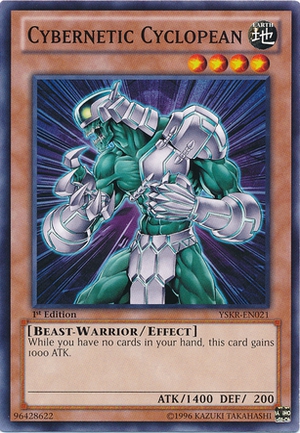 CYBERNETIC CYCLOPEAN
EARTH
地
1st Edition
YSKR-EN021
[BEAST-WARRIOR/EFFECT]
While you have no cards in your hand, this card gains
1000 ATK.
ATK/1400 DEF/ 200
96428622
©1996 KAZUKI TAKAHASHI